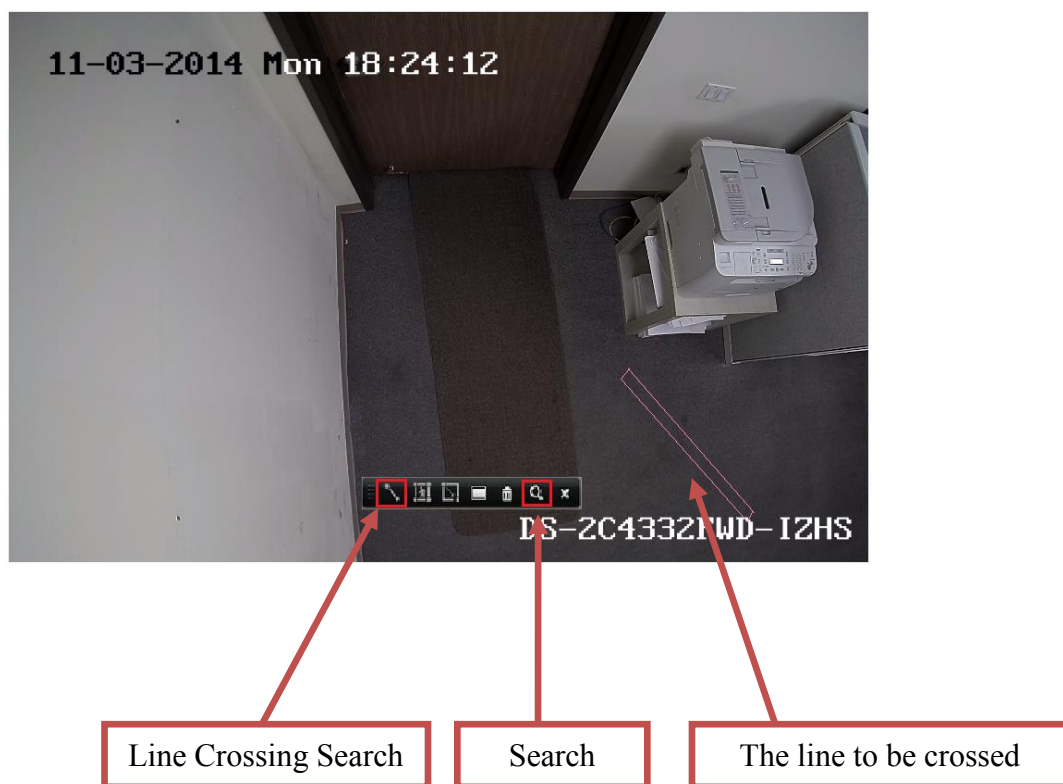 11-03-2014 Mon 18:24:12
DS-2C4332FWD-IZHS
Line Crossing Search
Search
The line to be crossed